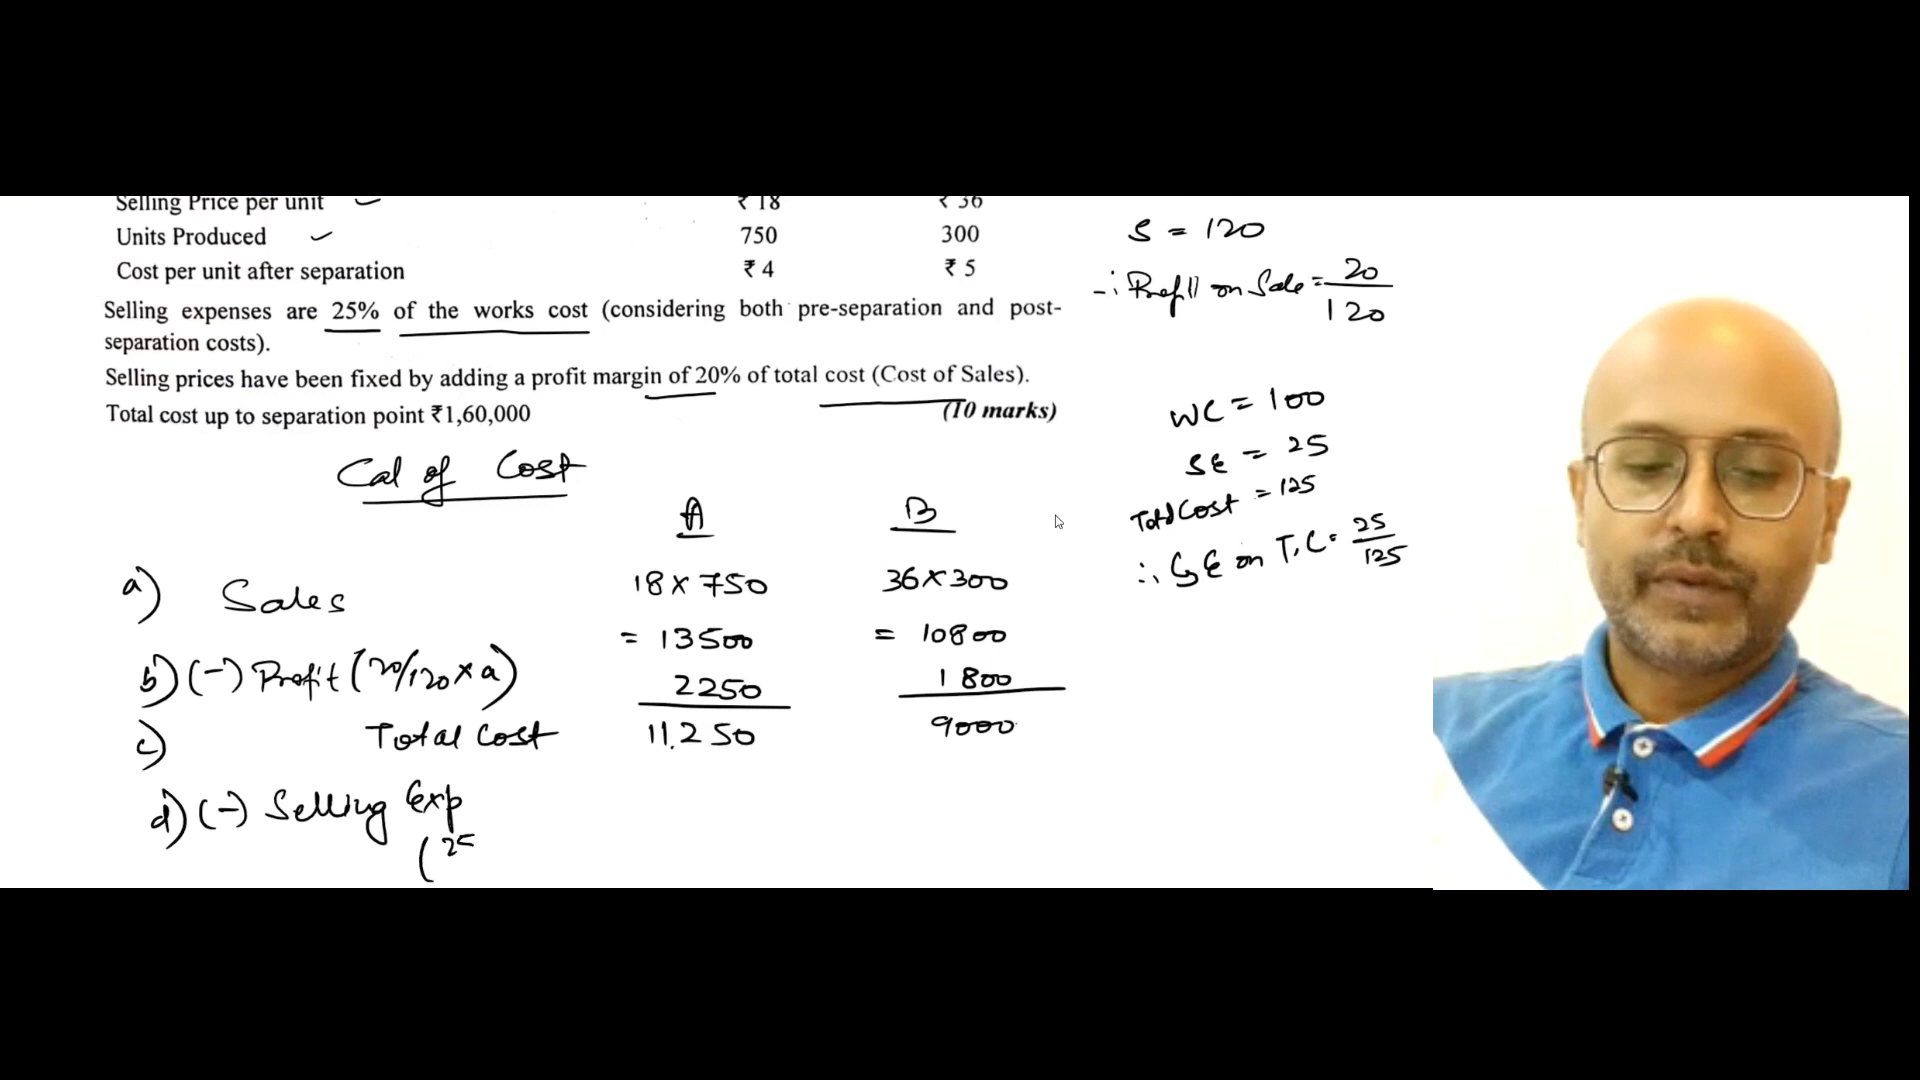 Selling Price per unit ₹ 18 ₹ 36
Units Produced 750 300
Cost per unit after separation ₹ 4 ₹ 5
Selling expenses are 25% of the works cost (considering both pre-separation and post-
separation costs).
Selling prices have been fixed by adding a profit margin of 20% of total cost (Cost of Sales).
Total cost up to separation point ₹1,60,000 (10 marks)
Cal of Cost
A B
a) Sales 18 x 750 36 x 300
= 13500 = 10800
b) (-) Profit (20/120 x a) 2250 1800
c) Total Cost 11,250 9000
d) (-) Selling Exp
(25
S = 120
∴ Profit on Sale = 20/120
WC = 100
SE = 25
Total Cost = 125
∴ SE on T.C = 25/125